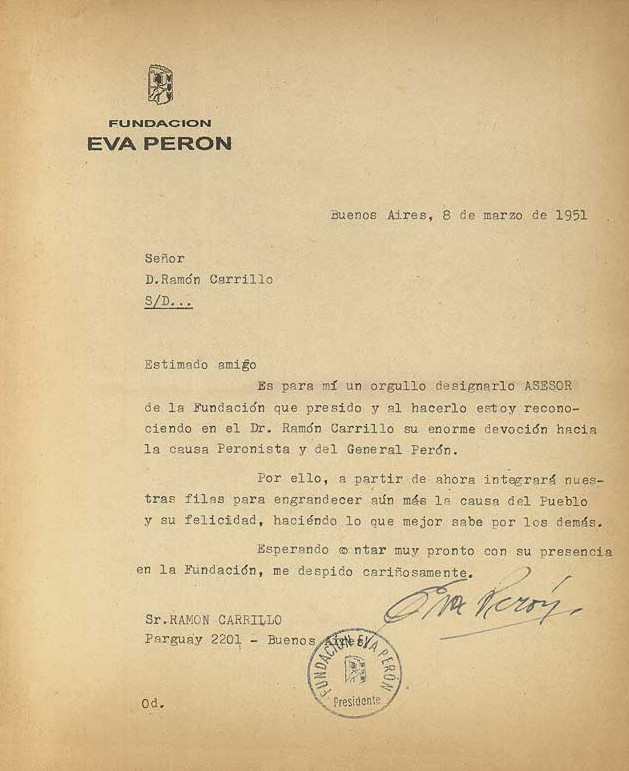 FUNDACION
EVA PERON
Buenos Aires, 8 de marzo de 1951
Señor
D.Ramón Carrillo
S/D...
Estimado amigo
Es para mí un orgullo designarlo ASESOR
de la Fundación que presido y al hacerlo estoy recono-
ciendo en el Dr. Ramón Carrillo su enorme devoción hacia
la causa Peronista y del General Perón.
Por ello, a partir de ahora integrará nues-
tras filas para engrandecer aún más la causa del Pueblo
y su felicidad, haciéndo lo que mejor sabe por los demás.
Esperando contar muy pronto con su presencia
en la Fundación, me despido cariñosamente.
Eva Perón.
Sr.RAMON CARRILLO
Parguay 2201 - Buenos Aires
FUNDACIÓN EVA PERÓN
Presidente
Od.